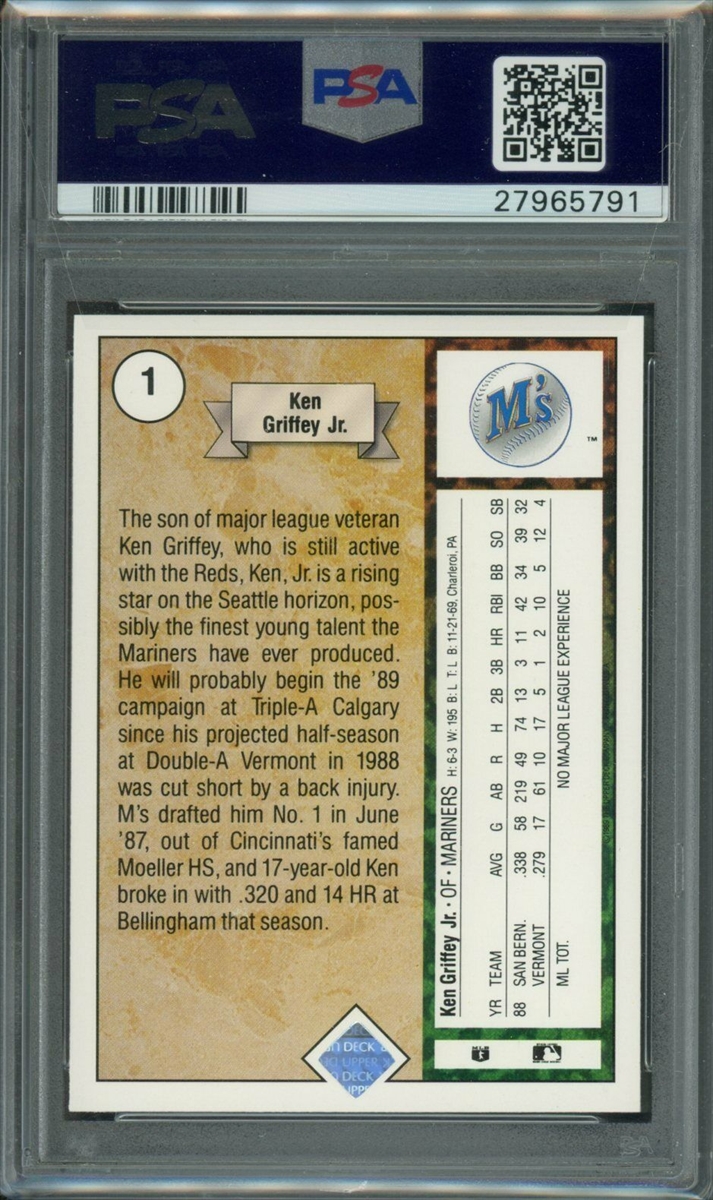 PSA
PSA
27965791
1
Ken
Griffey Jr.
M's
™
The son of major league veteran
Ken Griffey, who is still active
with the Reds, Ken, Jr. is a rising
star on the Seattle horizon, pos-
sibly the finest young talent the
Mariners have ever produced.
He will probably begin the '89
campaign at Triple-A Calgary
since his projected half-season
at Double-A Vermont in 1988
was cut short by a back injury.
M's drafted him No. 1 in June
'87, out of Cincinnati's famed
Moeller HS, and 17-year-old Ken
broke in with .320 and 14 HR at
Bellingham that season.
Ken Griffey Jr. • OF • MARINERS H: 6-3 W: 195 B: L T: L B: 11-21-69, Charleroi, PA
YR TEAM AVG G AB R H 2B 3B HR RBI BB SO SB
88 SAN BERN. .338 58 219 49 74 13 3 11 42 34 39 32
VERMONT .279 17 61 10 17 5 1 2 10 5 12 4
ML TOT. NO MAJOR LEAGUE EXPERIENCE
DECK
UPPER
DECK